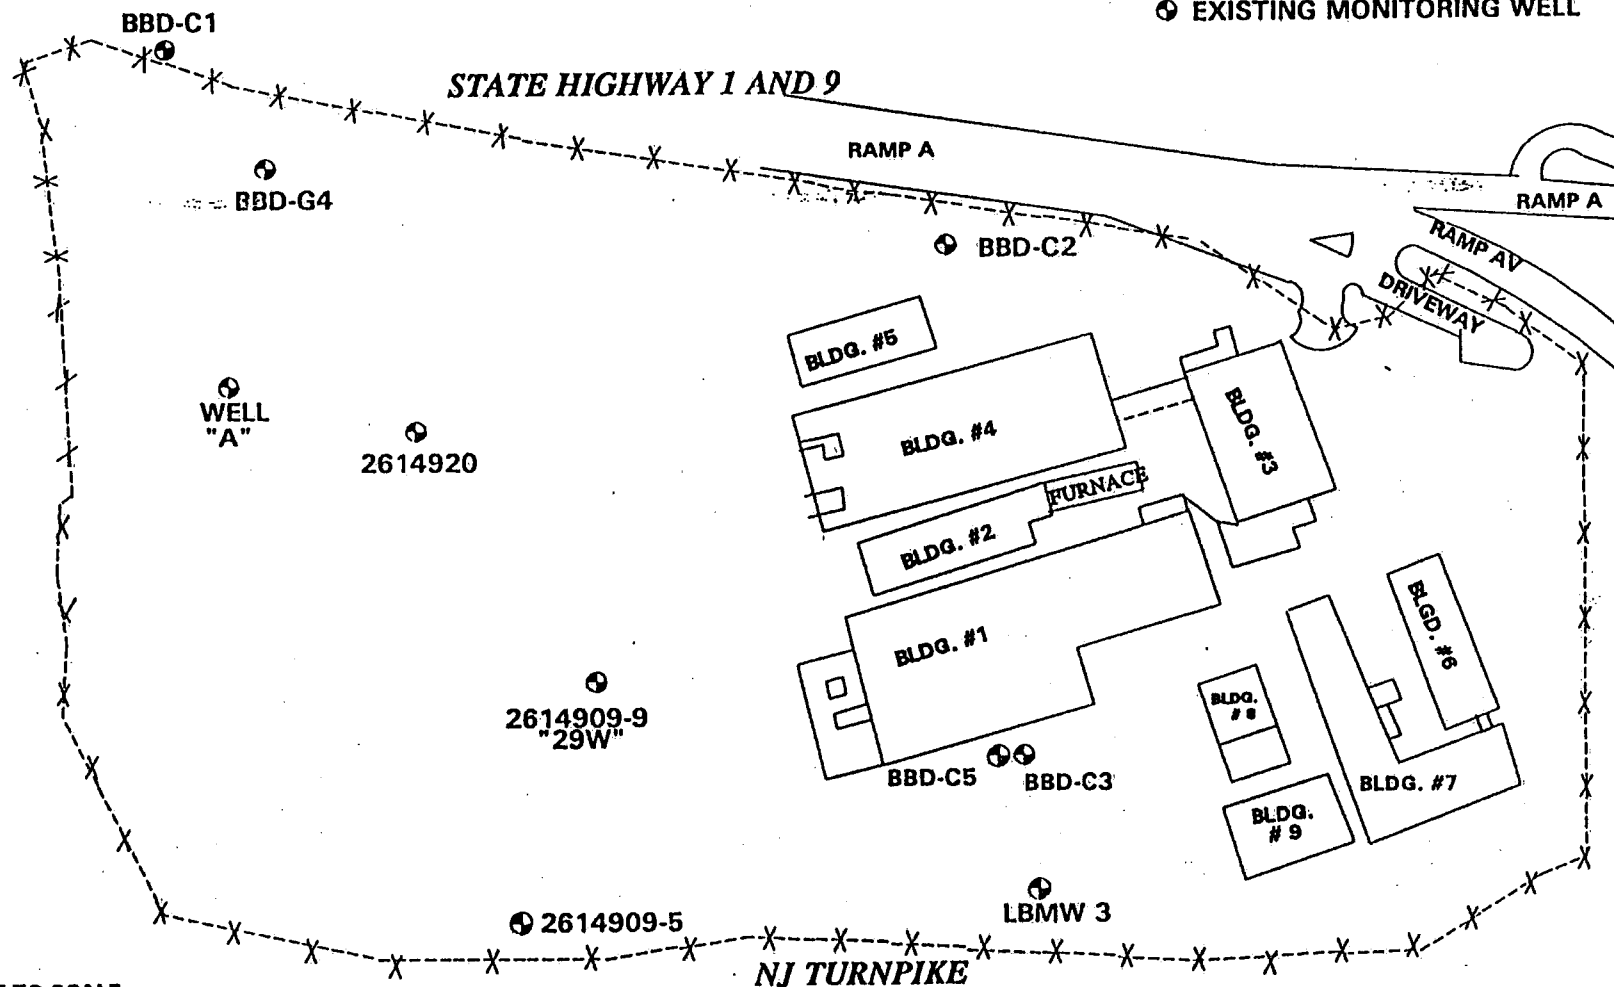 BBD-C1
EXISTING MONITORING WELL
STATE HIGHWAY 1 AND 9
RAMP A
BBD-G4
RAMP A
BBD-C2
RAMP AV
DRIVEWAY
BLDG. #5
WELL
"A"
2614920
BLDG. #4
BLDG. #3
FURNACE
BLDG. #2
BLDG. #1
BLGD. #6
2614909-9
"29W"
BLDG.
# 8
BBD-C5
BBD-C3
BLDG. #7
BLDG.
# 9
LBMW 3
2614909-5
NJ TURNPIKE